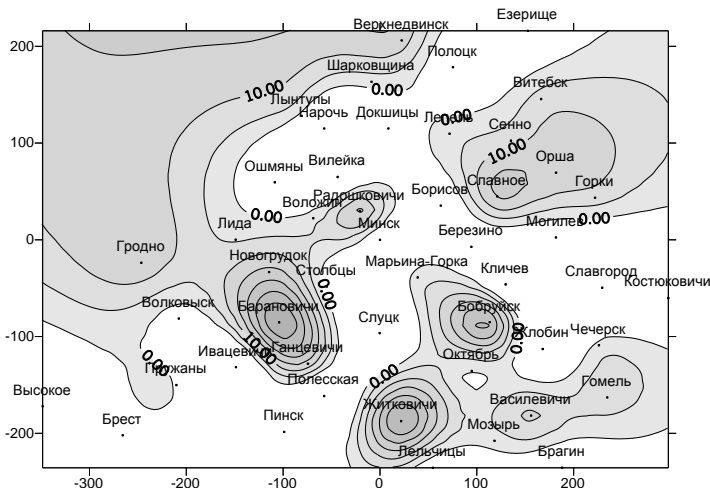 Езерище
Верхнедвинск
200
Полоцк
Шарковщина
Витебск
10.00
0.00
Лынтупы
Нарочь
Докшицы
Лепель
0.00
Сенно
100
10.00
Орша
Вилейка
Ошмяны
Славное
Горки
Радошковичи
Борисов
Воложин
0.00
Лида
Минск
Могилев
0.00
Березино
0
Гродно
Новогрудок
Марьина-Горка
Столбцы
Кличев
Славгород
Костюковичи
0.00
Волковыск
Барановичи
Бобруйск
Слуцк
-100
0.00
Жлобин
Чечерск
10.00
Ивацевичи
Ганцевичи
Октябрь
0.00
Пружаны
Полесская
0.00
Гомель
Высокое
Житковичи
Василевичи
Брест
Пинск
Мозырь
-200
Лельчицы
Брагин
-300
-200
-100
0
100
200